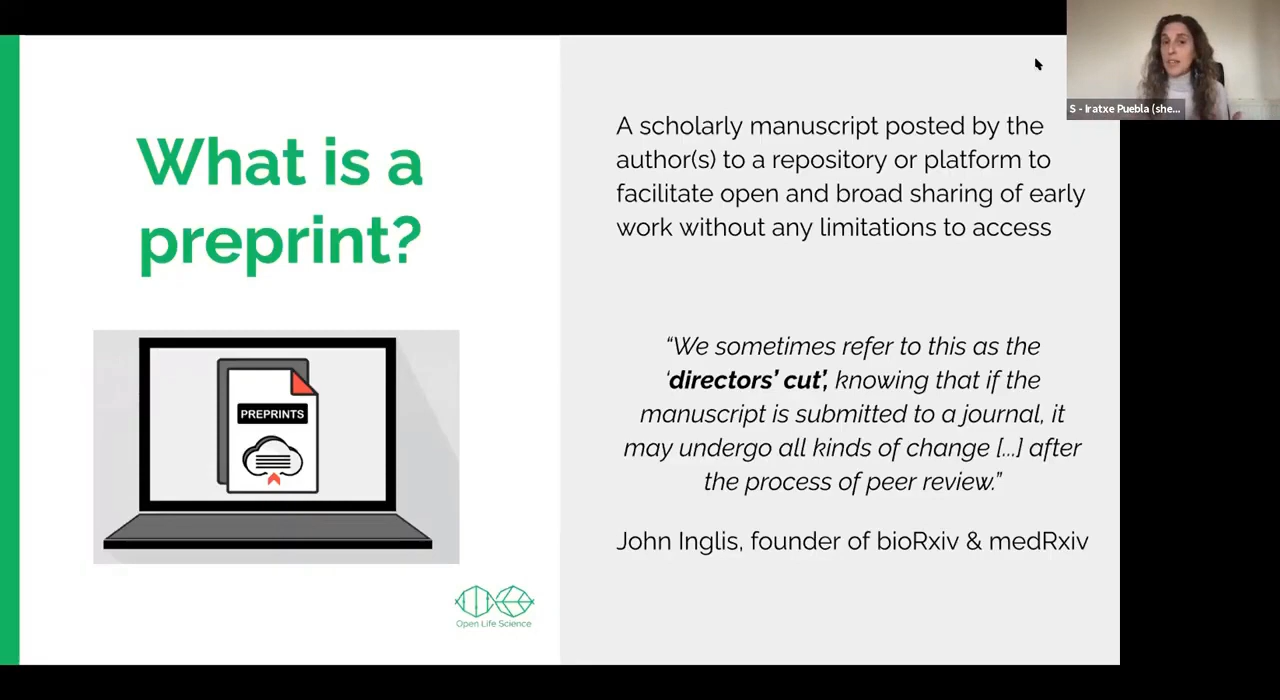 S - Iratxe Puebla (she...
What is a
preprint?
PREPRINTS
Open Life Science
A scholarly manuscript posted by the
author(s) to a repository or platform to
facilitate open and broad sharing of early
work without any limitations to access
“We sometimes refer to this as the
‘directors’ cut’, knowing that if the
manuscript is submitted to a journal, it
may undergo all kinds of change [...] after
the process of peer review.”
John Inglis, founder of bioRxiv & medRxiv